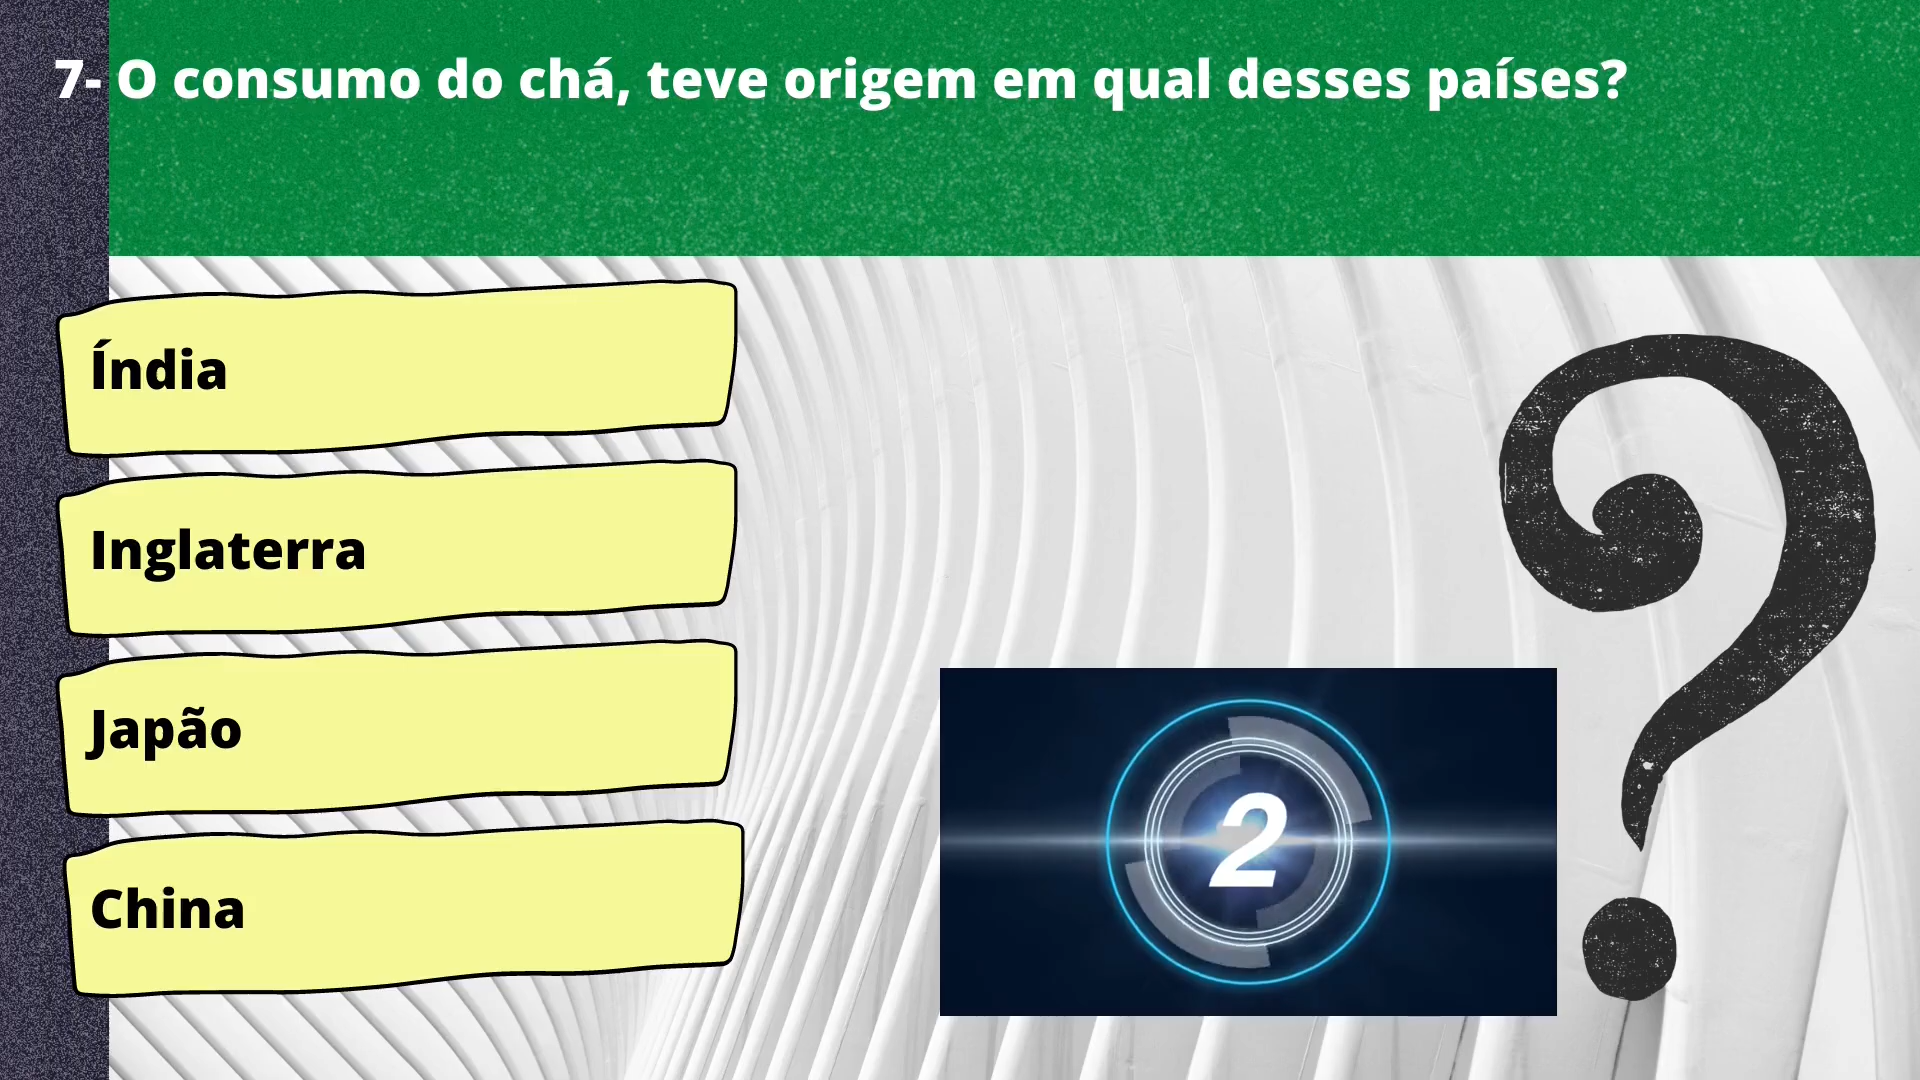 7- O consumo do chá, teve origem em qual desses países?
Índia
Inglaterra
Japão
China
2